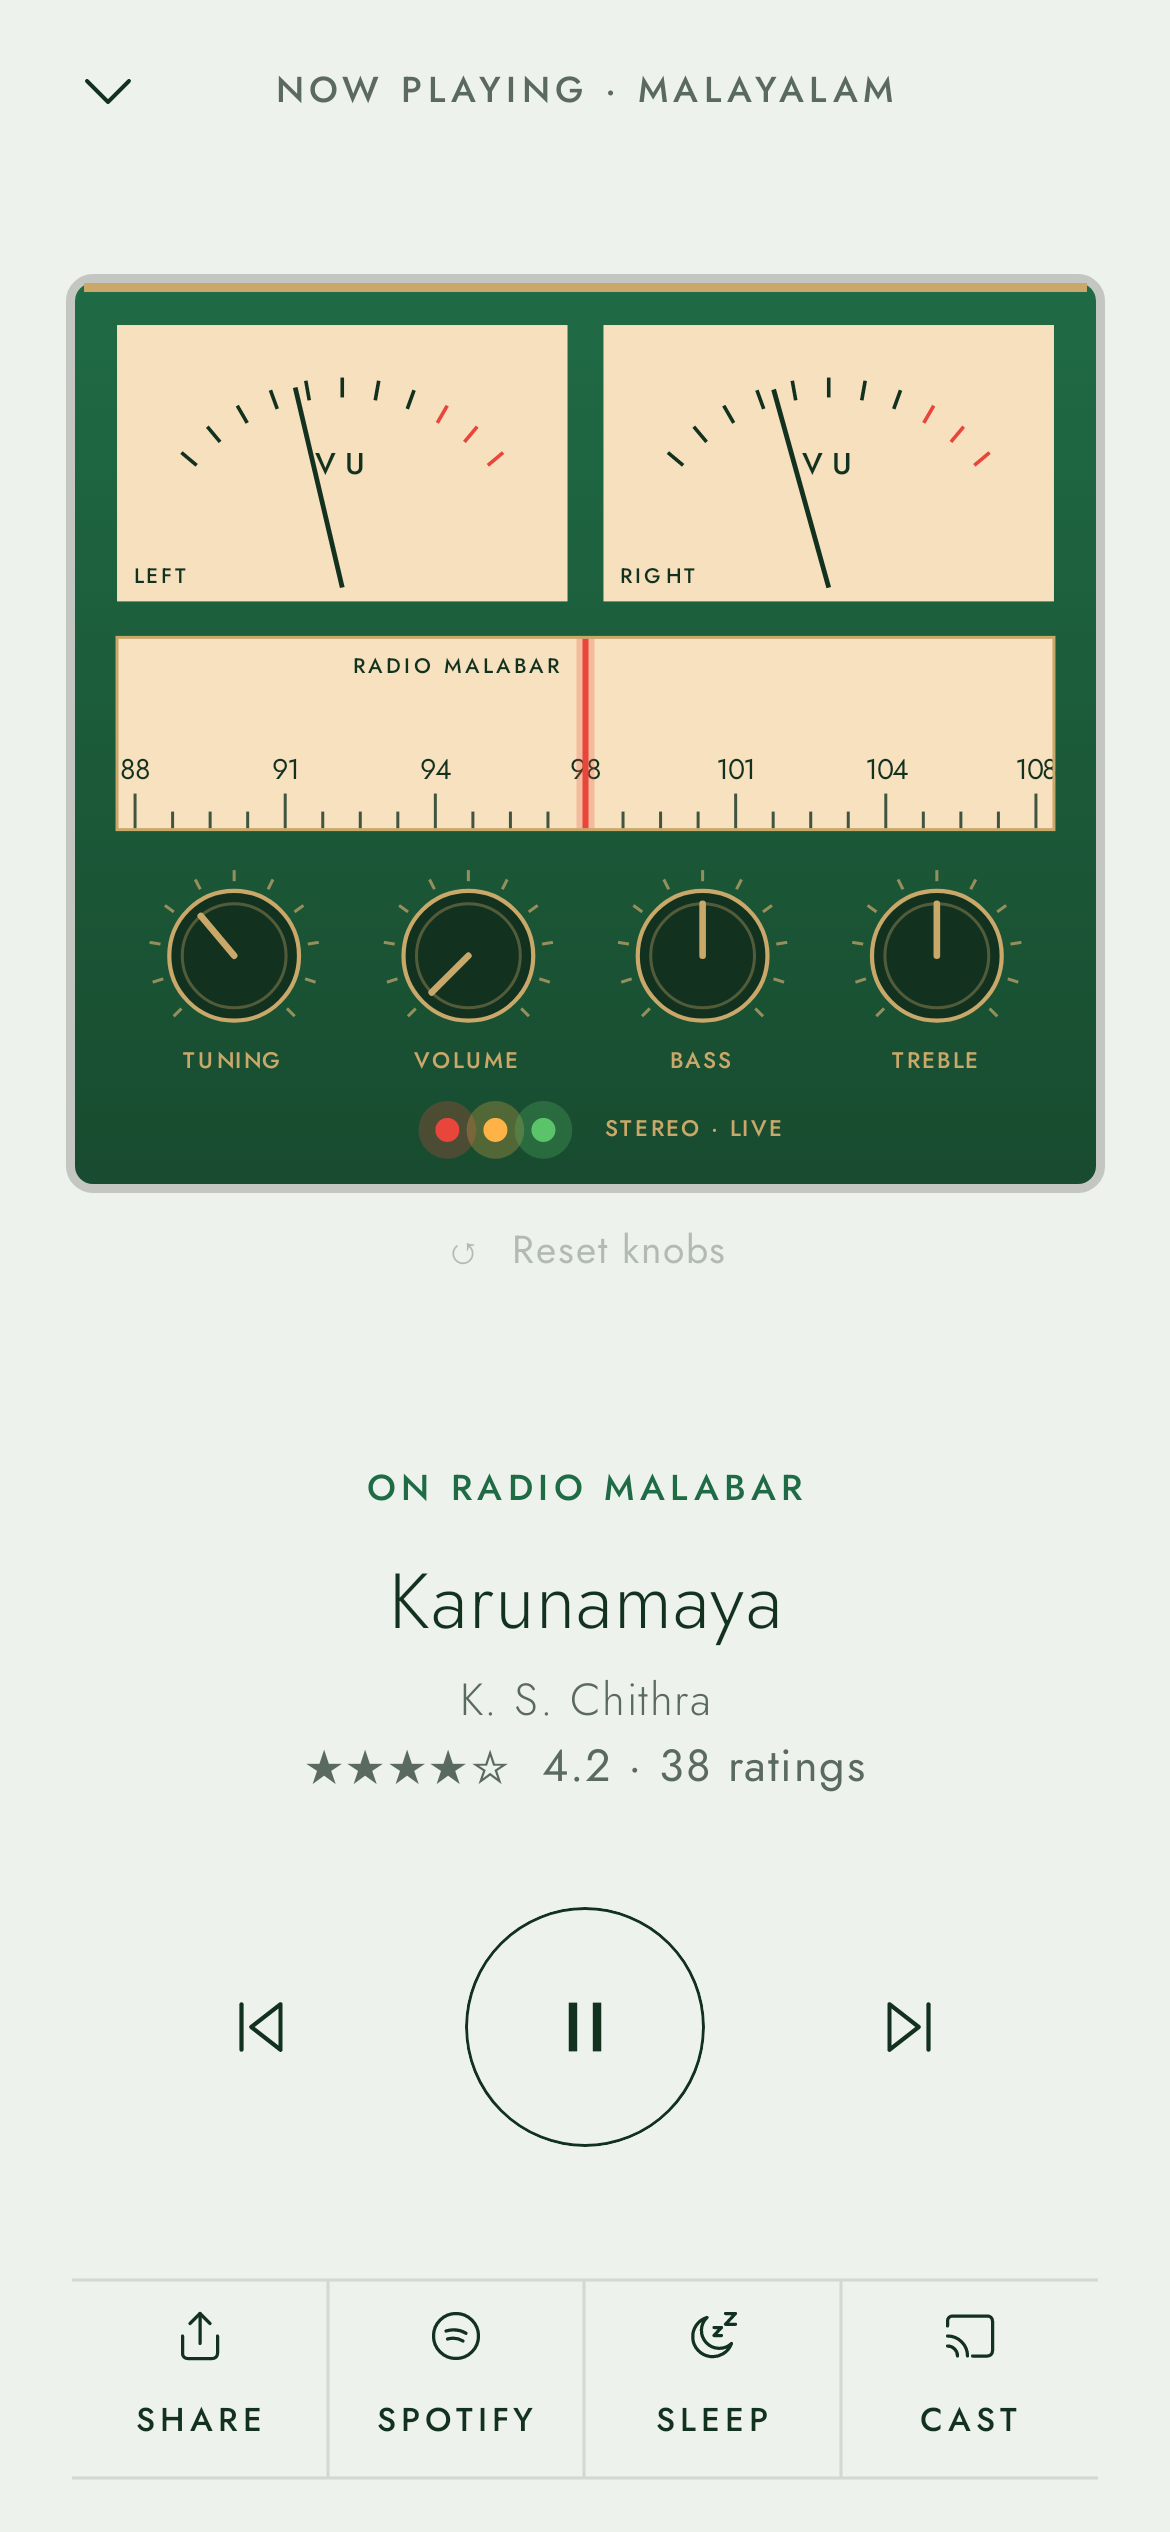 NOW PLAYING · MALAYALAM
VU
VU
LEFT
RIGHT
RADIO MALABAR
88 91 94 98 101 104 108
TUNING VOLUME BASS TREBLE
STEREO · LIVE
Reset knobs
ON RADIO MALABAR
Karunamaya
K. S. Chithra
★★★★☆ 4.2 · 38 ratings
SHARE SPOTIFY SLEEP CAST